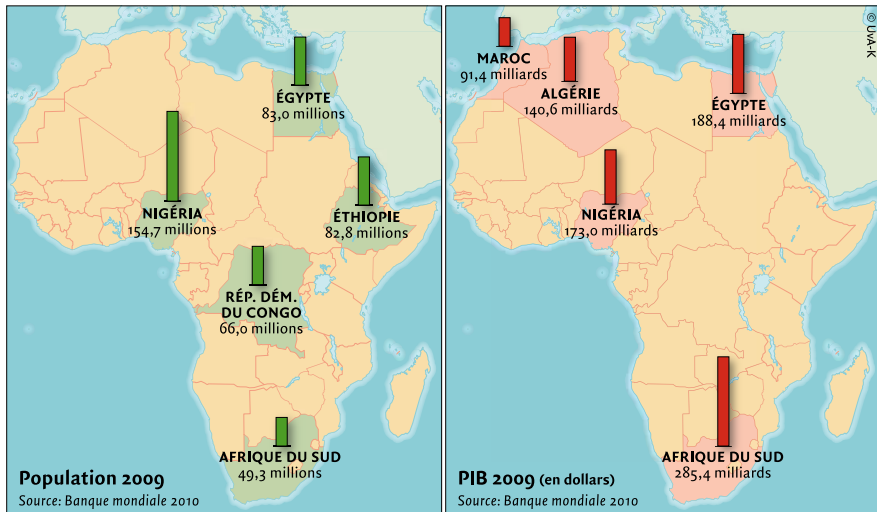 ÉGYPTE
83,0 millions
NIGÉRIA
154,7 millions
ÉTHIOPIE
82,8 millions
RÉP. DÉM.
DU CONGO
66,0 millions
AFRIQUE DU SUD
49,3 millions
Population 2009
Source: Banque mondiale 2010
© UvA-K
MAROC
91,4 milliards
ALGÉRIE
140,6 milliards
ÉGYPTE
188,4 milliards
NIGÉRIA
173,0 milliards
AFRIQUE DU SUD
285,4 milliards
PIB 2009 (en dollars)
Source: Banque mondiale 2010